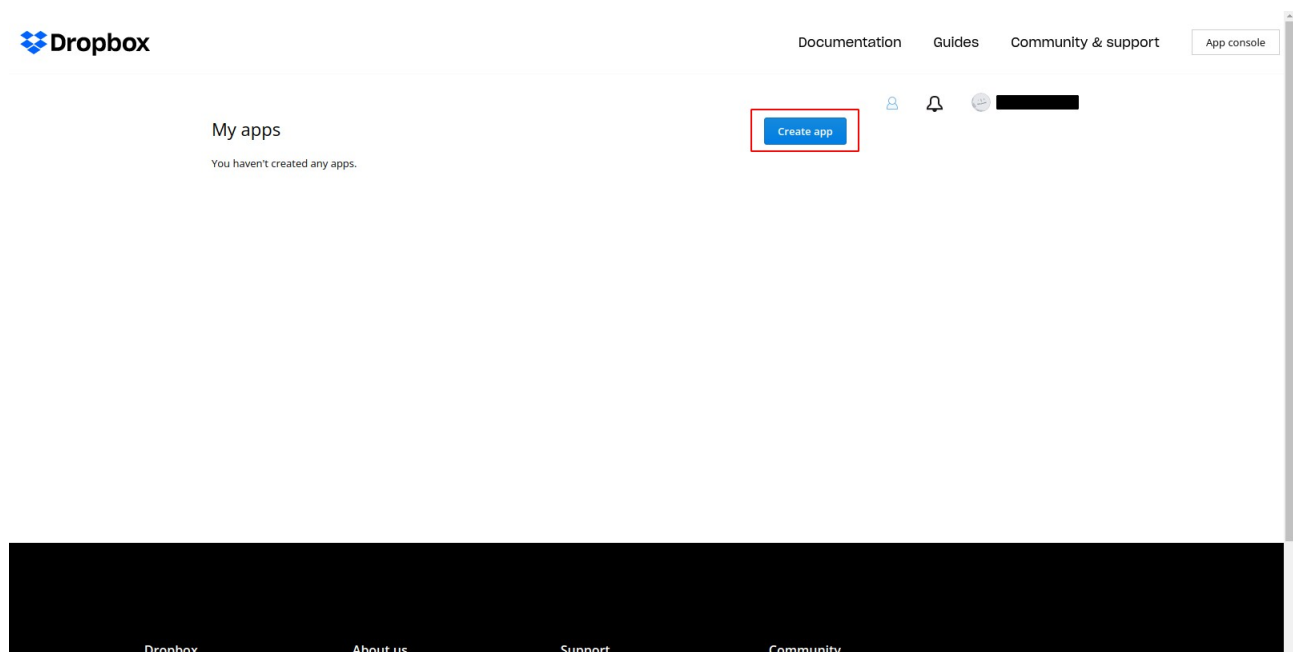 Dropbox
Documentation Guides Community & support App console
My apps
Create app
You haven't created any apps.
Dropbox About us Support Community